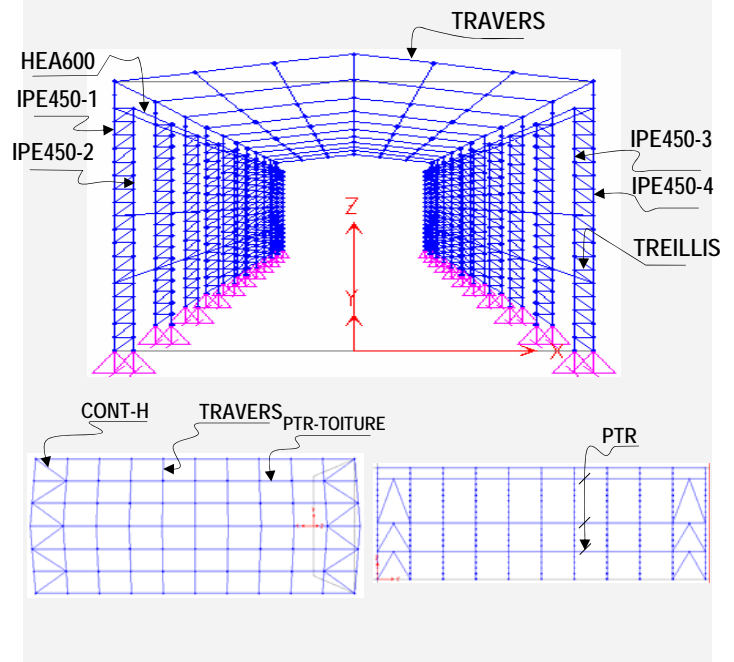 TRAVERS
HEA600
IPE450-1
IPE450-2
IPE450-3
IPE450-4
TREILLIS
Z
Y
X
CONT-H
TRAVERS
PTR-TOITURE
PTR